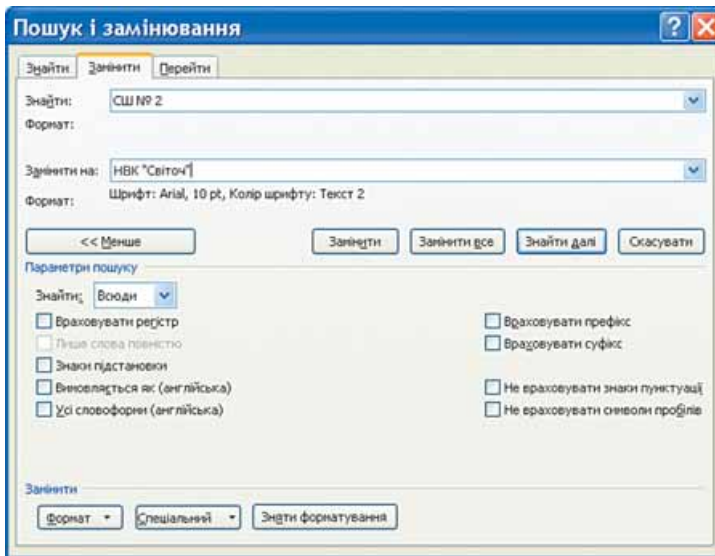 Пошук і замінювання
Знайти Замінити Перейти
Знайти: СШ № 2
Формат:
Замінити на: НВК "Світоч"
Формат: Шрифт: Arial, 10 pt, Колір шрифту: Текст 2
<< Менше Замінити Замінити все Знайти далі Скасувати
Параметри пошуку
Знайти: Всюди
Враховувати регістр Враховувати префікс
Лише слова повністю Враховувати суфікс
Знаки підстановки
Вимовляється як (англійська) Не враховувати знаки пунктуації
Усі словоформи (англійська) Не враховувати символи пробілів
Замінити
Формат Спеціальний Зняти форматування